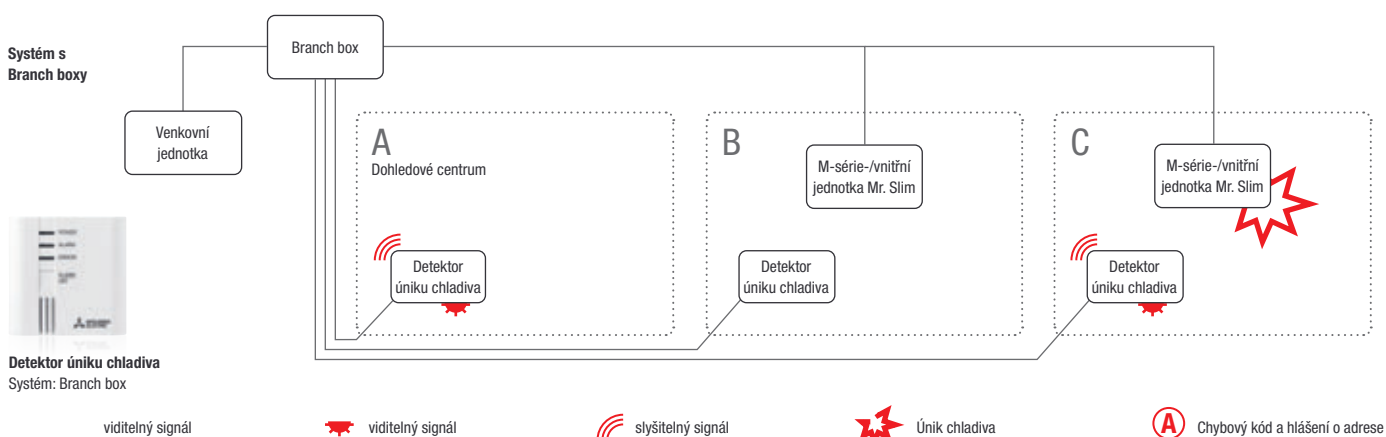 Systém s
Branch boxy
Branch box
Venkovní
jednotka
A
Dohledové centrum
B
C
M-série-/vnitřní
jednotka Mr. Slim
M-série-/vnitřní
jednotka Mr. Slim
Detektor
úniku chladiva
Detektor
úniku chladiva
Detektor
úniku chladiva
Detektor úniku chladiva
Systém: Branch box
viditelný signál
viditelný signál
slyšitelný signál
Únik chladiva
A Chybový kód a hlášení o adrese